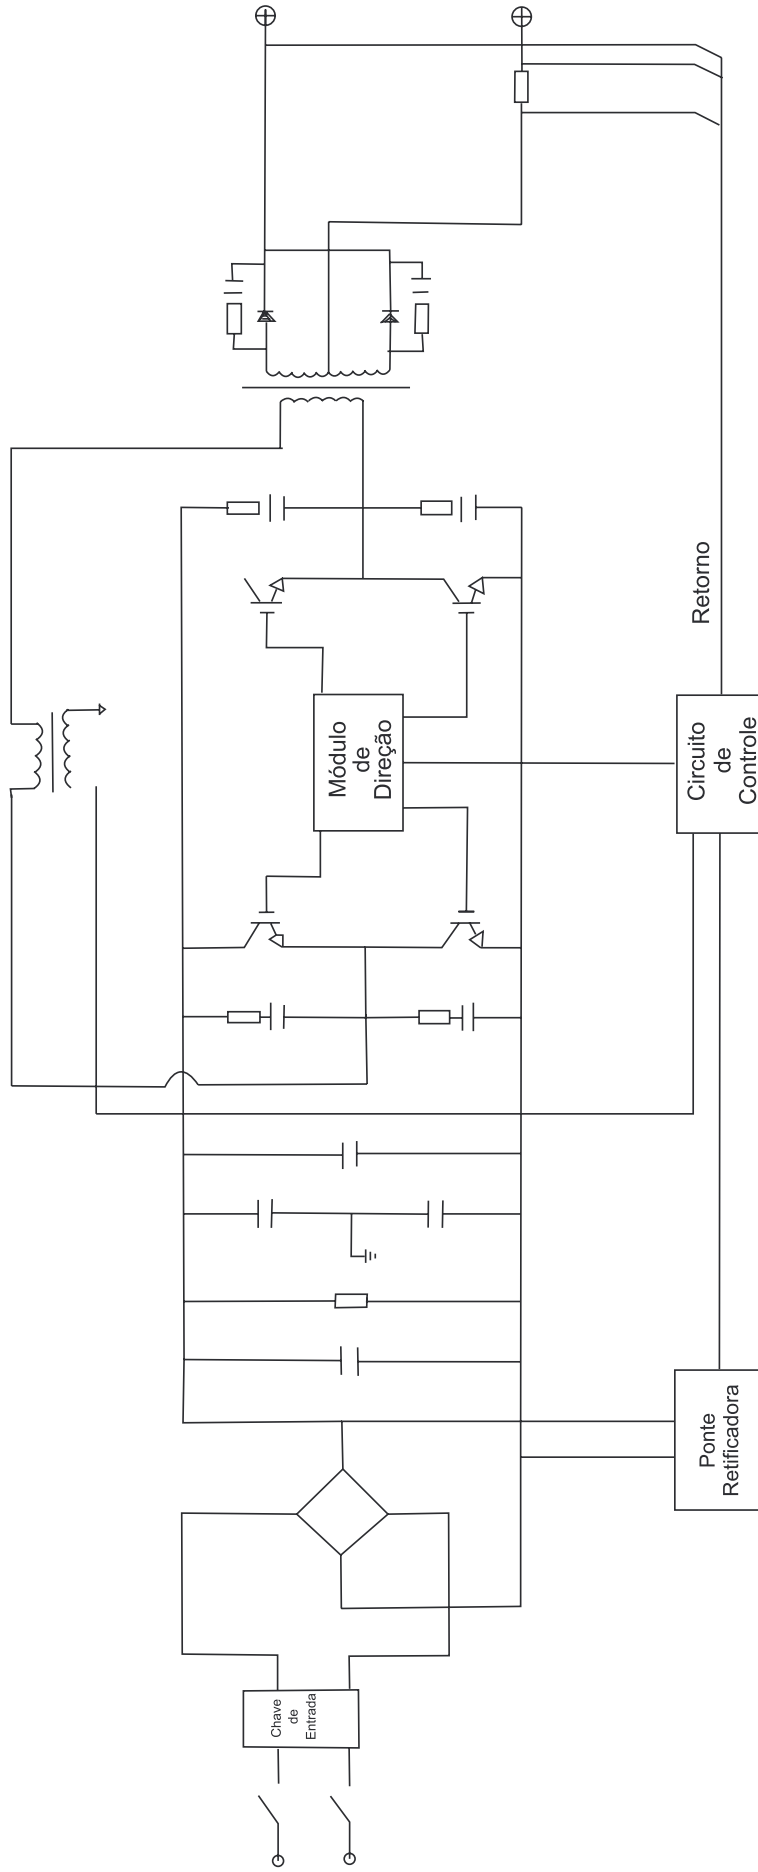 Chave
de
Entrada
Ponte
Retificadora
Módulo
de
Direção
Circuito
de
Controle
Retorno